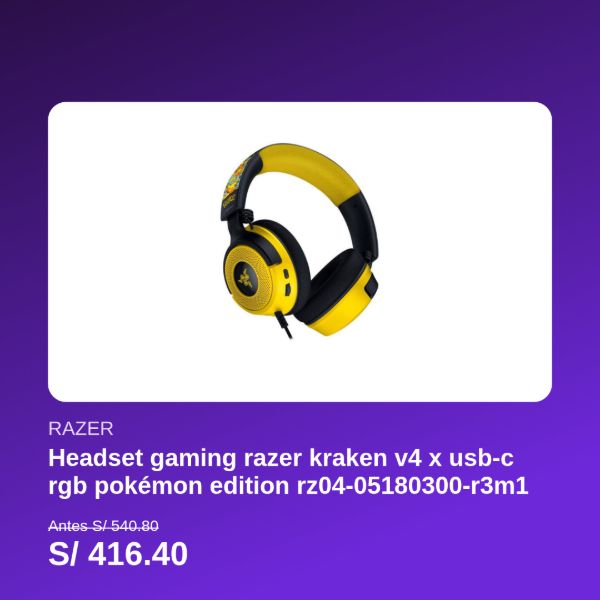 RAZER
Headset gaming razer kraken v4 x usb-c
rgb pokémon edition rz04-05180300-r3m1
Antes S/ 540.80
S/ 416.40